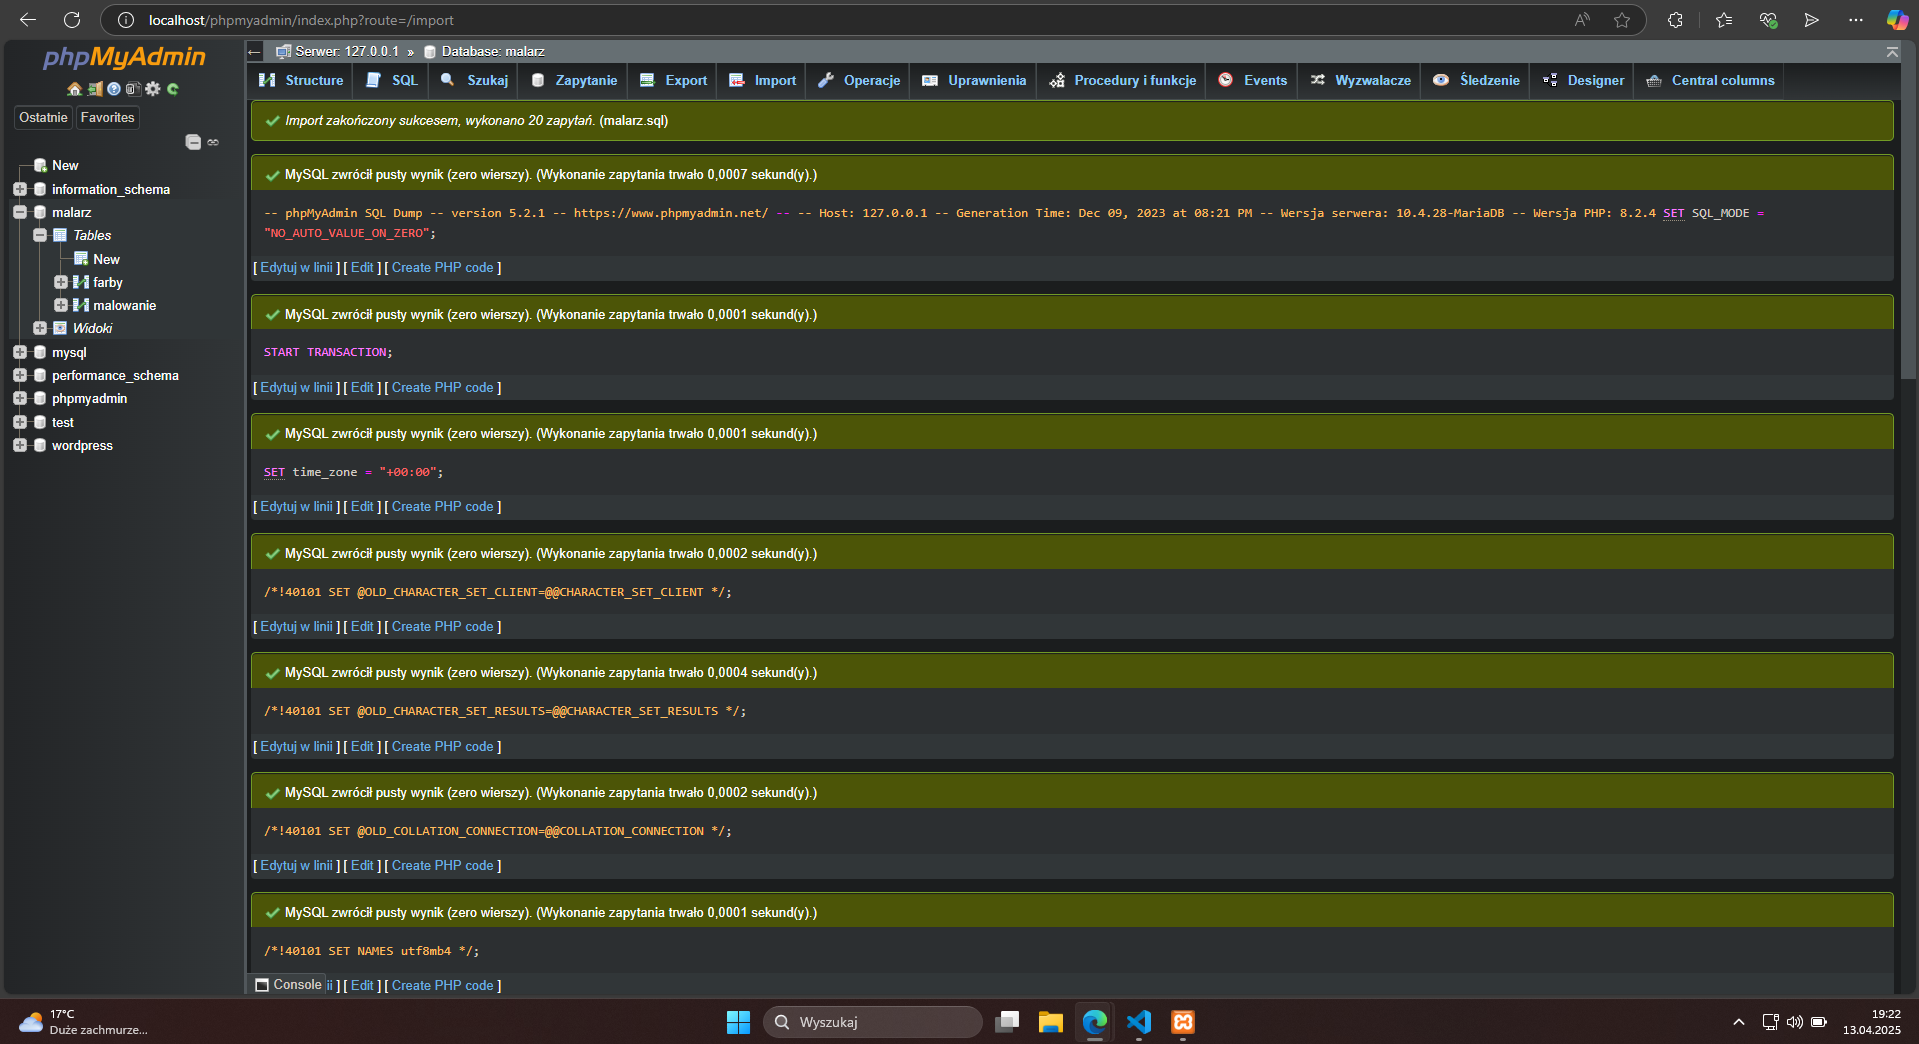 localhost/phpmyadmin/index.php?route=/import
phpMyAdmin
Ostatnie Favorites
New
information_schema
malarz
Tables
New
farby
malowanie
Widoki
mysql
performance_schema
phpmyadmin
test
wordpress
Serwer: 127.0.0.1 » Database: malarz
Structure SQL Szukaj Zapytanie Export Import Operacje Uprawnienia Procedury i funkcje Events Wyzwalacze Śledzenie Designer Central columns
Import zakończony sukcesem, wykonano 20 zapytań. (malarz.sql)
MySQL zwrócił pusty wynik (zero wierszy). (Wykonanie zapytania trwało 0,0007 sekund(y).)
-- phpMyAdmin SQL Dump -- version 5.2.1 -- https://www.phpmyadmin.net/ -- -- Host: 127.0.0.1 -- Generation Time: Dec 09, 2023 at 08:21 PM -- Wersja serwera: 10.4.28-MariaDB -- Wersja PHP: 8.2.4 SET SQL_MODE =
"NO_AUTO_VALUE_ON_ZERO";
[ Edytuj w linii ] [ Edit ] [ Create PHP code ]
MySQL zwrócił pusty wynik (zero wierszy). (Wykonanie zapytania trwało 0,0001 sekund(y).)
START TRANSACTION;
[ Edytuj w linii ] [ Edit ] [ Create PHP code ]
MySQL zwrócił pusty wynik (zero wierszy). (Wykonanie zapytania trwało 0,0001 sekund(y).)
SET time_zone = "+00:00";
[ Edytuj w linii ] [ Edit ] [ Create PHP code ]
MySQL zwrócił pusty wynik (zero wierszy). (Wykonanie zapytania trwało 0,0002 sekund(y).)
/*!40101 SET @OLD_CHARACTER_SET_CLIENT=@@CHARACTER_SET_CLIENT */;
[ Edytuj w linii ] [ Edit ] [ Create PHP code ]
MySQL zwrócił pusty wynik (zero wierszy). (Wykonanie zapytania trwało 0,0004 sekund(y).)
/*!40101 SET @OLD_CHARACTER_SET_RESULTS=@@CHARACTER_SET_RESULTS */;
[ Edytuj w linii ] [ Edit ] [ Create PHP code ]
MySQL zwrócił pusty wynik (zero wierszy). (Wykonanie zapytania trwało 0,0002 sekund(y).)
/*!40101 SET @OLD_COLLATION_CONNECTION=@@COLLATION_CONNECTION */;
[ Edytuj w linii ] [ Edit ] [ Create PHP code ]
MySQL zwrócił pusty wynik (zero wierszy). (Wykonanie zapytania trwało 0,0001 sekund(y).)
/*!40101 SET NAMES utf8mb4 */;
Console ii ] [ Edit ] [ Create PHP code ]
17°C
Duże zachmurze...
Wyszukaj
19:22
13.04.2025